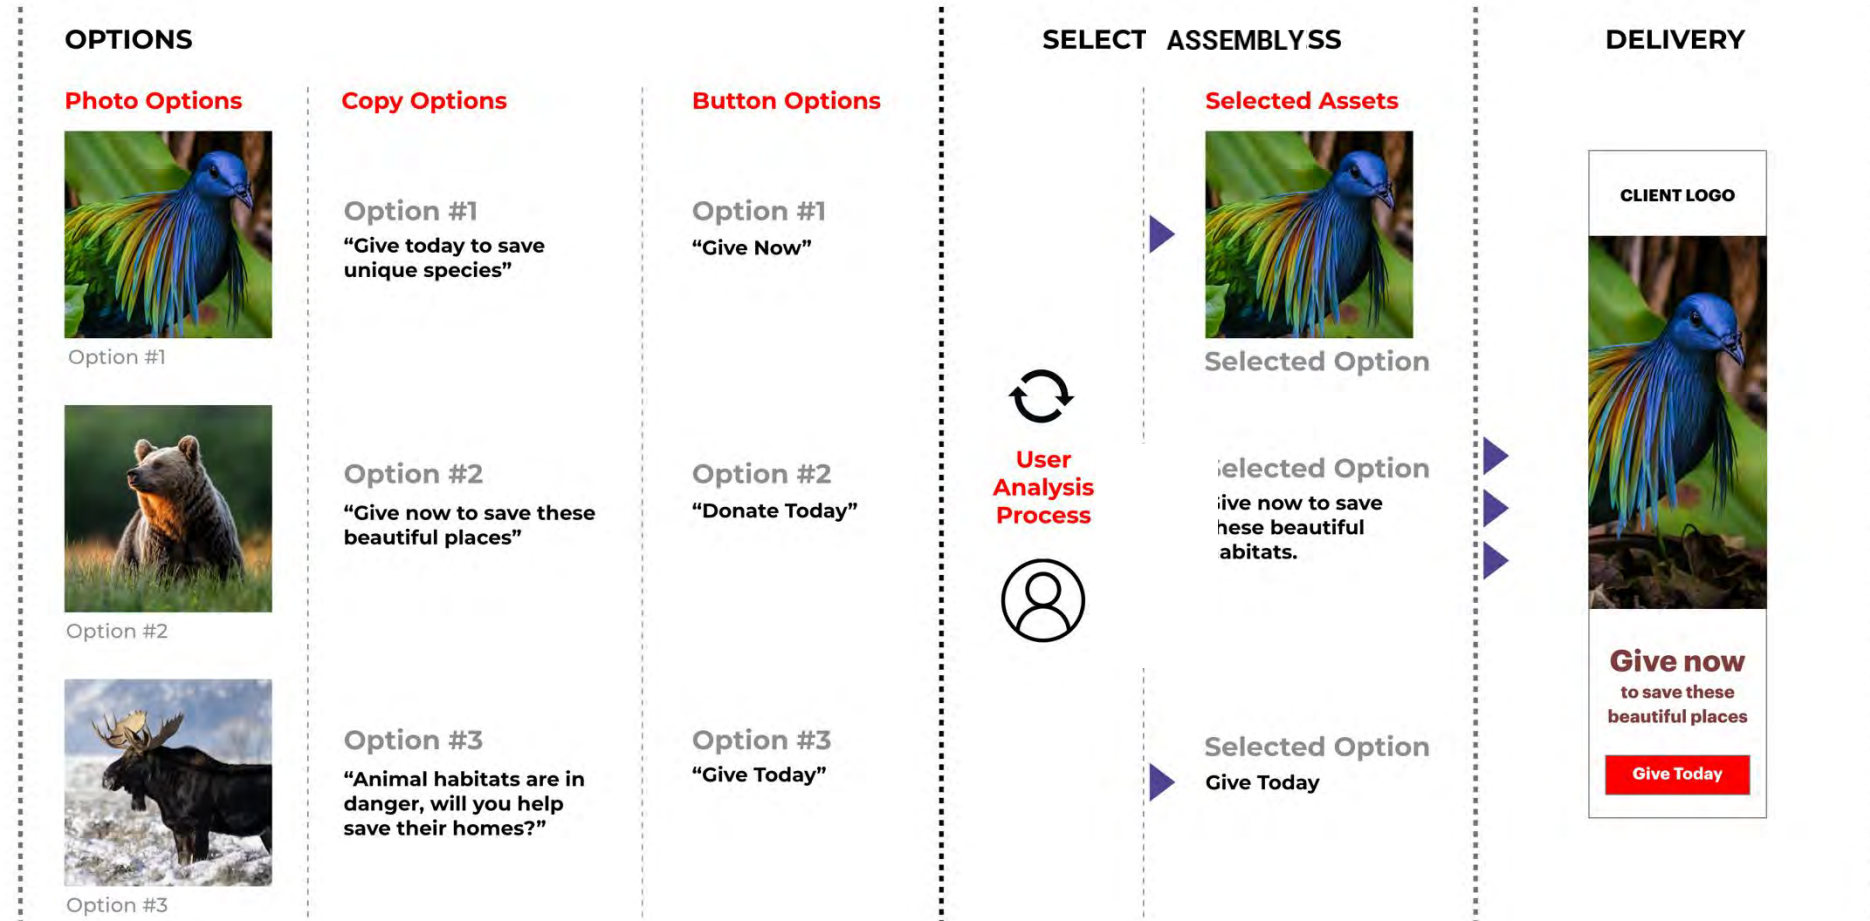 OPTIONS
Photo Options
Option #1
Option #2
Option #3
Copy Options
Option #1
“Give today to save
unique species”
Option #2
“Give now to save these
beautiful places”
Option #3
“Animal habitats are in
danger, will you help
save their homes?”
Button Options
Option #1
“Give Now”
Option #2
“Donate Today”
Option #3
“Give Today”
SELECT ASSEMBLY SS
User
Analysis
Process
Selected Assets
Selected Option
elected Option
ive now to save
hese beautiful
abitats.
Selected Option
Give Today
DELIVERY
CLIENT LOGO
Give now
to save these
beautiful places
Give Today